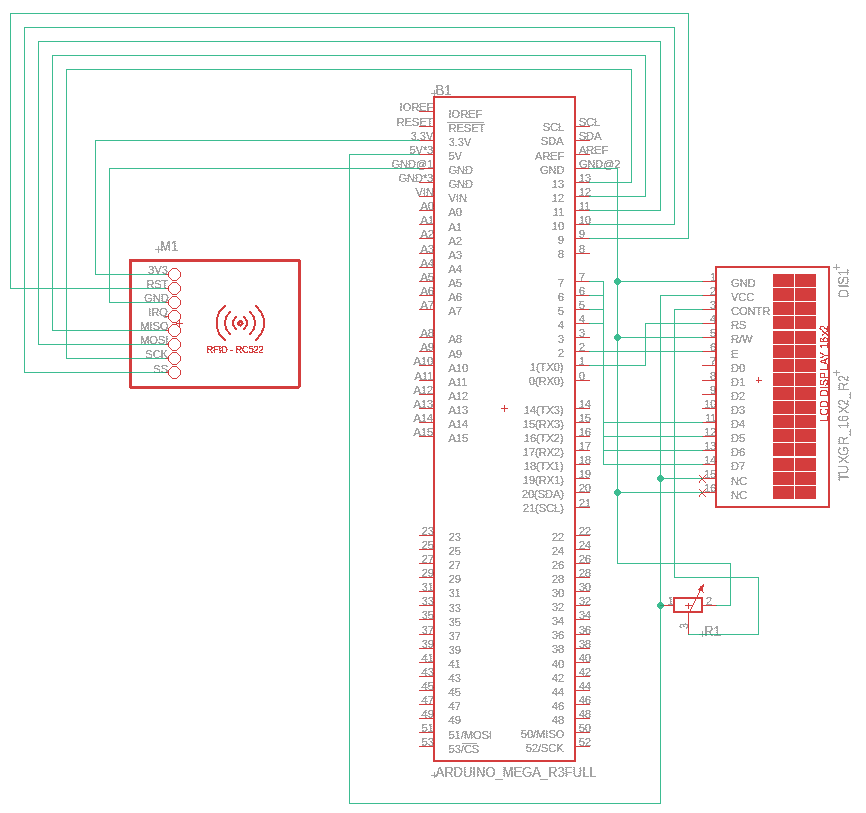 B1
IOREF
RESET
3.3V
5V*3
GND@1
GND*3
VIN
A0
A1
A2
A3
A4
A5
A6
A7
A8
A9
A10
A11
A12
A13
A14
A15
23
25
27
29
31
33
35
37
39
41
43
45
47
49
51
53
IOREF
RESET
3.3V
5V
GND
GND
VIN
A0
A1
A2
A3
A4
A5
A6
A7
A8
A9
A10
A11
A12
A13
A14
A15
23
25
27
29
31
33
35
37
39
41
43
45
47
49
51/MOSI
53/CS
SCL
SDA
AREF
GND
13
12
11
10
9
8
7
6
5
4
3
2
1(TX0)
0(RX0)
14(TX3)
15(RX3)
16(TX2)
17(RX2)
18(TX1)
19(RX1)
20(SDA)
21(SCL)
22
24
26
28
30
32
34
36
38
40
42
44
46
48
50/MISO
52/SCK
SCL
SDA
AREF
GND@2
13
12
11
10
9
8
7
6
5
4
3
2
1
0
14
15
16
17
18
19
20
21
22
24
26
28
30
32
34
36
38
40
42
44
46
48
50
52
ARDUINO_MEGA_R3FULL
M1
3V3
RST
GND
IRQ
MISO
MOSI
SCK
SS
RFID - RC522
1
2
3
4
5
6
7
8
9
10
11
12
13
14
15
16
GND
VCC
CONTR
RS
R/W
E
D0
D1
D2
D3
D4
D5
D6
D7
NC
NC
LCD DISPLAY 16x2
DIS1
TUXGR_16X2_R2
1
2
3
R1